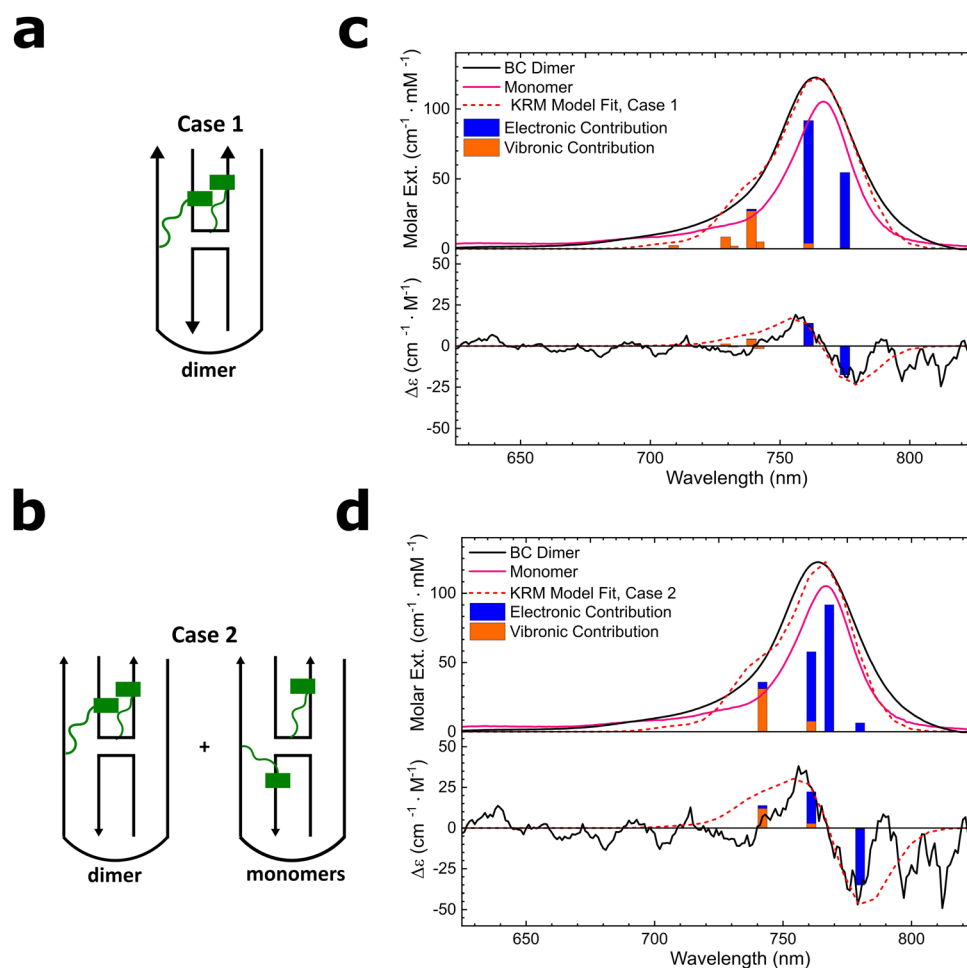 a
Case 1
dimer
b
Case 2
+
dimer
monomers
c
BC Dimer
Monomer
KRM Model Fit, Case 1
Electronic Contribution
Vibronic Contribution
Molar Ext. (cm⁻¹ · mM⁻¹)
100
50
0
Δε (cm⁻¹ · M⁻¹)
25
0
-25
-50
650 700 750 800
Wavelength (nm)
d
BC Dimer
Monomer
KRM Model Fit, Case 2
Electronic Contribution
Vibronic Contribution
Molar Ext. (cm⁻¹ · mM⁻¹)
100
50
0
Δε (cm⁻¹ · M⁻¹)
50
25
0
-25
-50
650 700 750 800
Wavelength (nm)